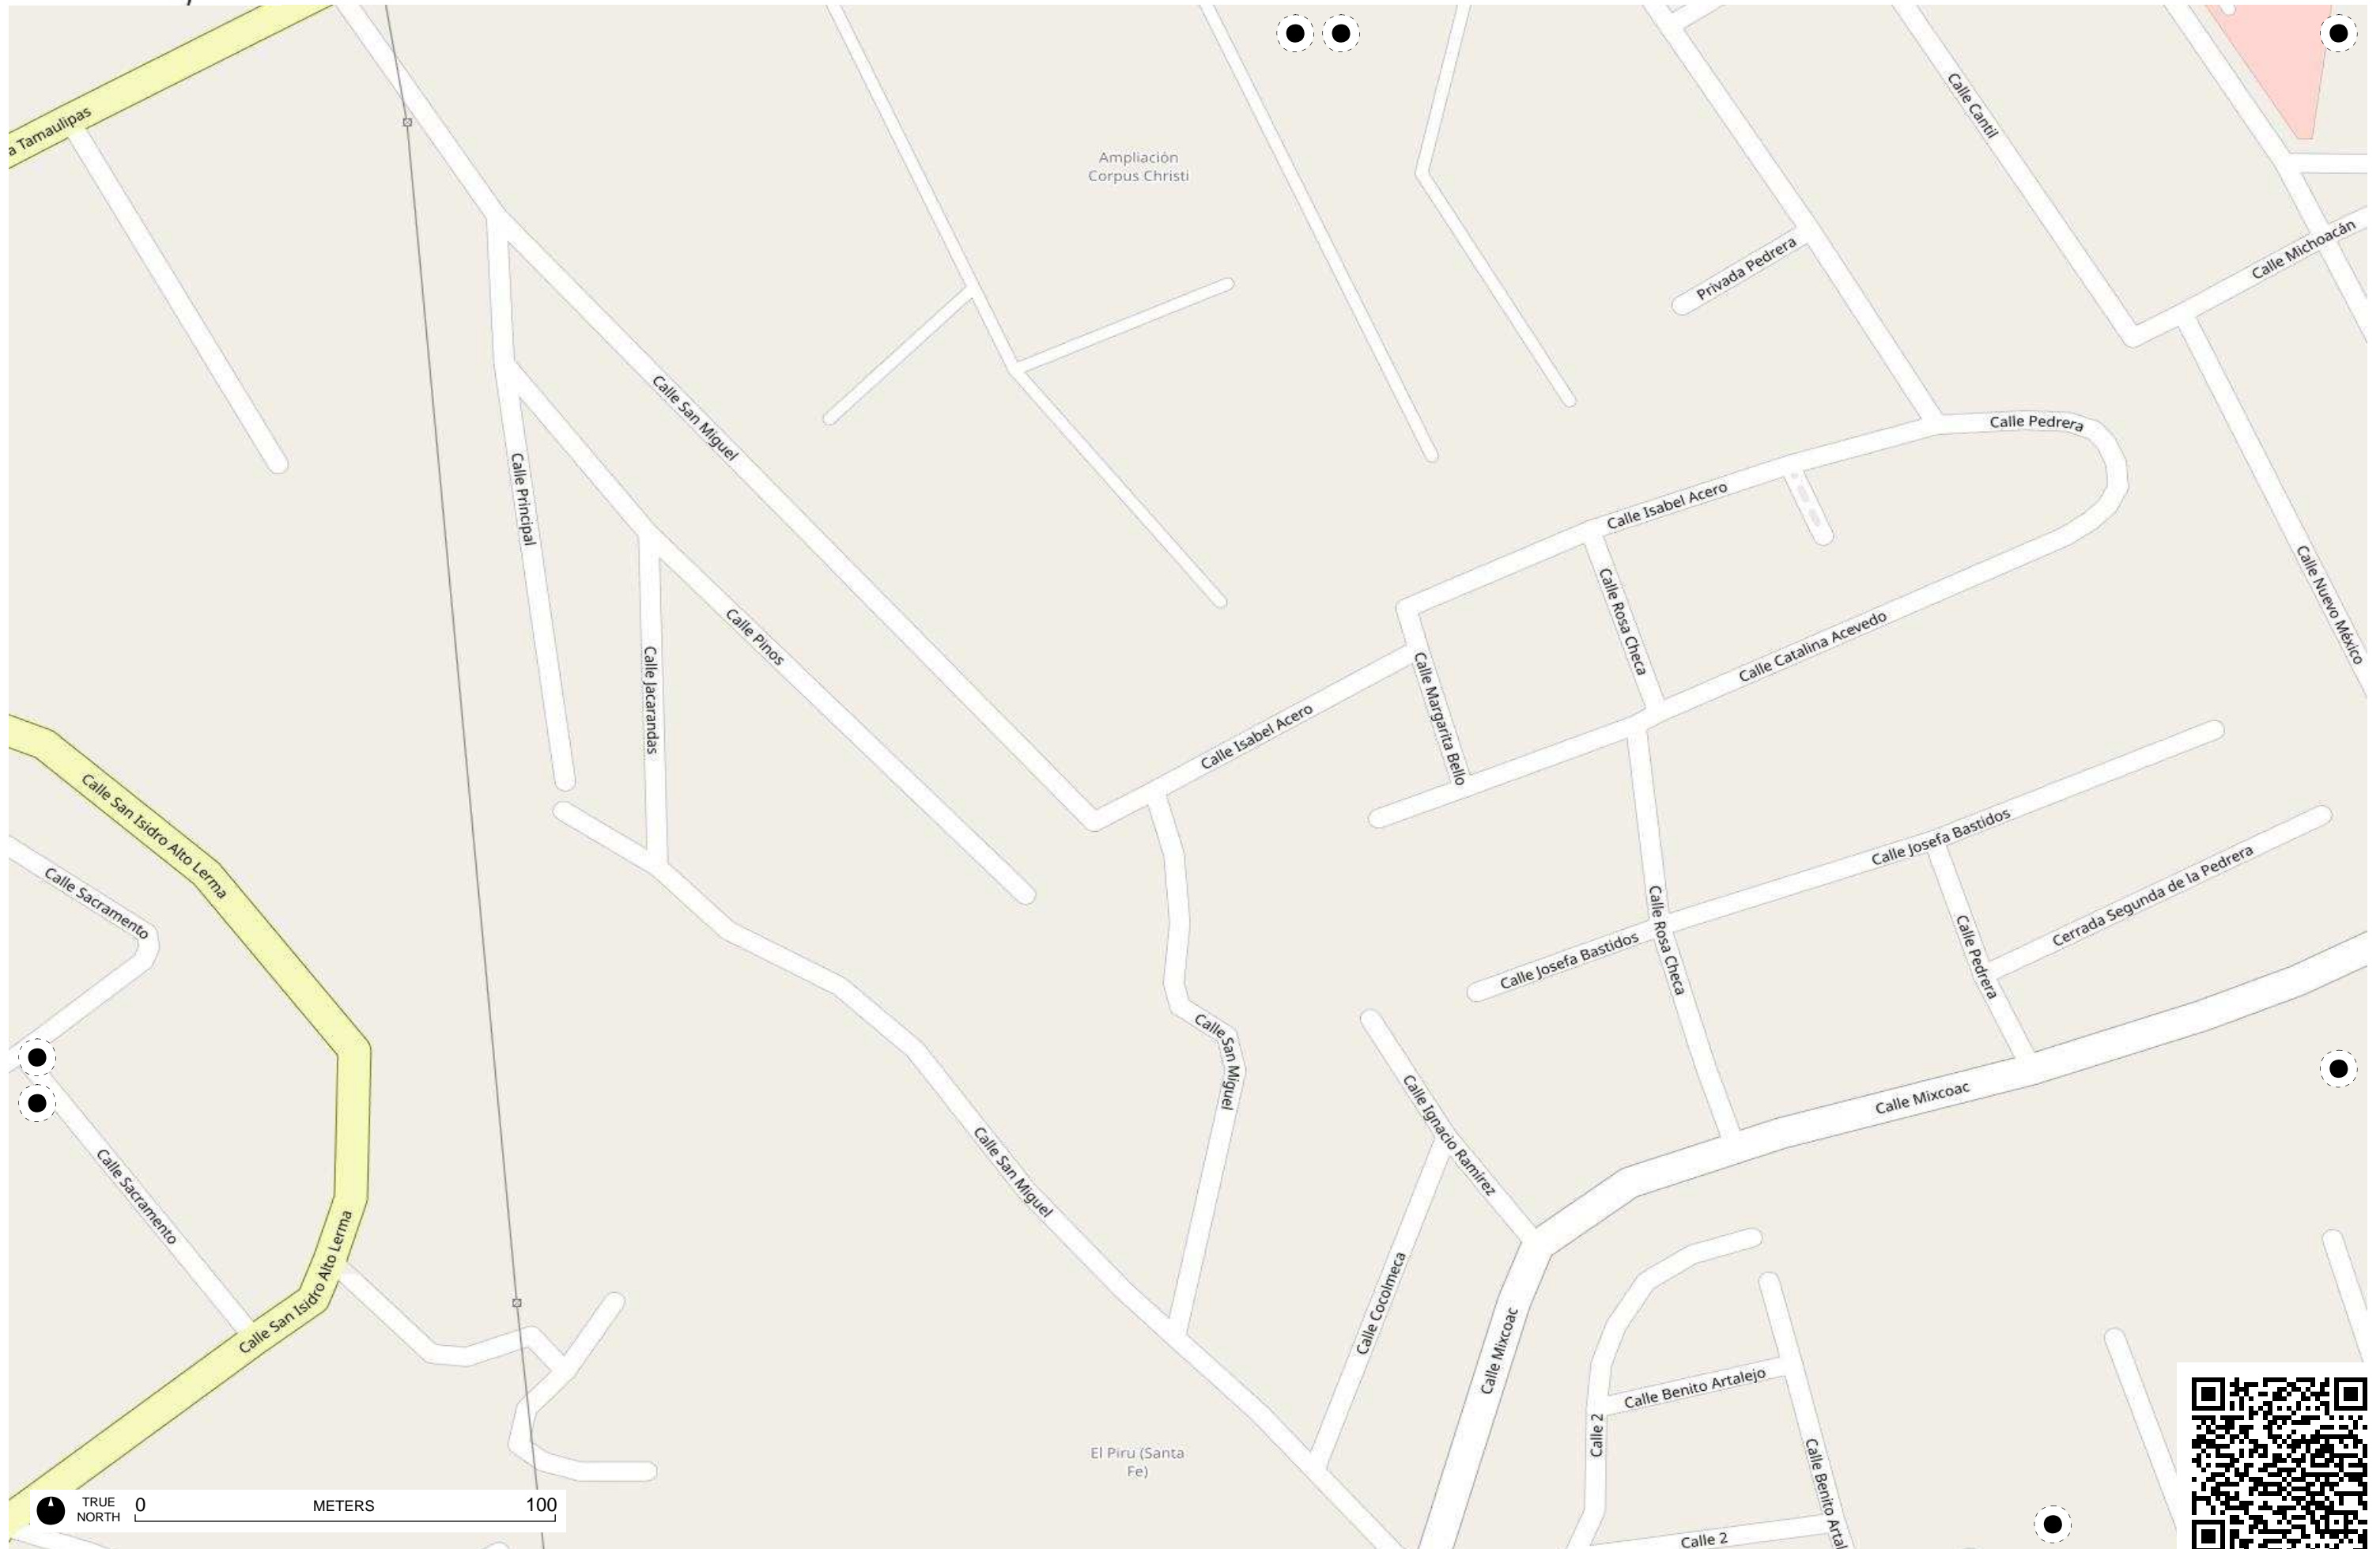 a Tamaulipas
Calle Cantil
Ampliación
Corpus Christi
Privada Pedrera
Calle Michoacán
Calle San Miguel
Calle Pedrera
Calle Principal
Calle Isabel Acero
Calle Rosa Checa
Calle Nuevo México
Calle Pinos
Calle Jacarandas
Calle Catalina Acevedo
Calle Margarita Bello
Calle Isabel Acero
Calle San Isidro Alto Lerma
Calle Josefa Bastidos
Calle Sacramento
Calle Rosa Checa
Cerrada Segunda de la Pedrera
Calle Josefa Bastidos
Calle Pedrera
Calle San Miguel
Calle Ignacio Ramírez
Calle Mixcoac
Calle San Miguel
Calle Sacramento
Calle San Isidro Alto Lerma
Calle Cocolmeca
Calle Mixcoac
Calle Benito Artalejo
Calle 2
El Piru (Santa
Fe)
Calle Benito Artal
Calle 2
TRUE
NORTH
0 METERS 100